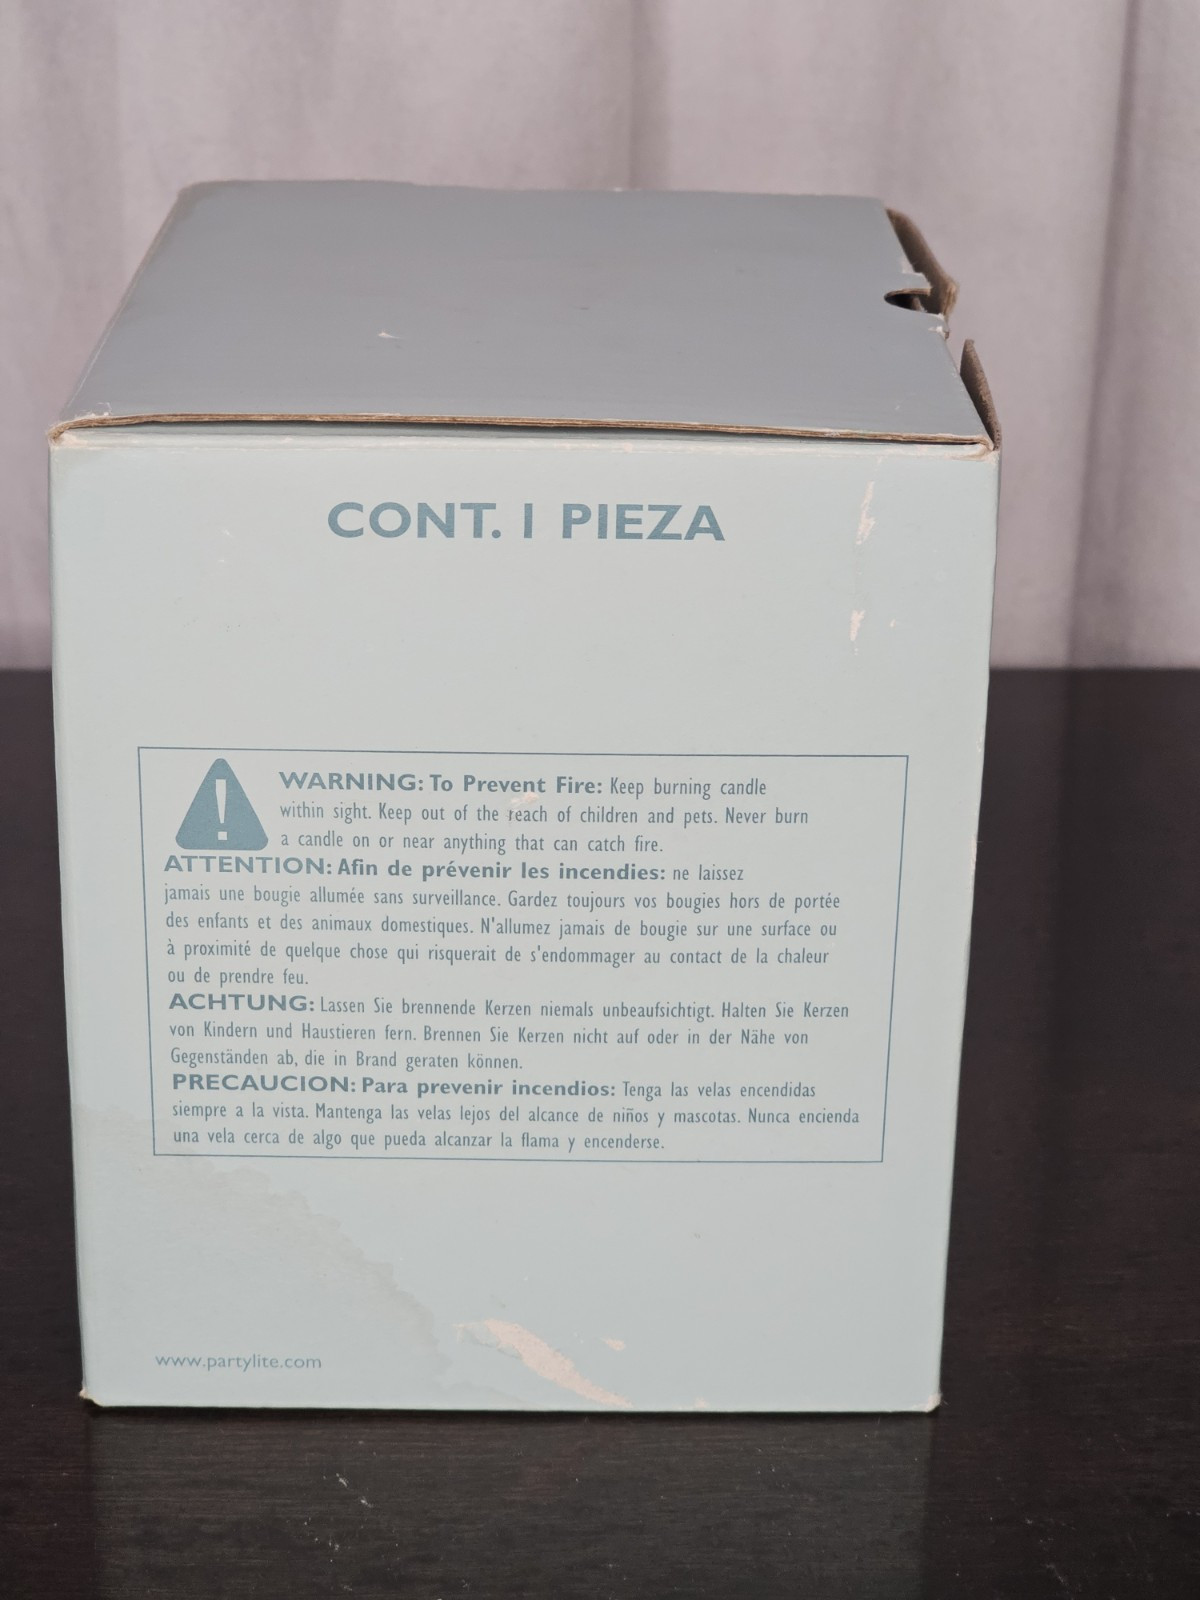 CONT. 1 PIEZA
WARNING: To Prevent Fire: Keep burning candle
within sight. Keep out of the reach of children and pets. Never burn
a candle on or near anything that can catch fire.
ATTENTION: Afin de prévenir les incendies: ne laissez
jamais une bougie allumée sans surveillance. Gardez toujours vos bougies hors de portée
des enfants et des animaux domestiques. N'allumez jamais de bougie sur une surface ou
à proximité de quelque chose qui risquerait de s'endommager au contact de la chaleur
ou de prendre feu.
ACHTUNG: Lassen Sie brennende Kerzen niemals unbeaufsichtigt. Halten Sie Kerzen
von Kindern und Haustieren fern. Brennen Sie Kerzen nicht auf oder in der Nähe von
Gegenständen ab, die in Brand geraten können.
PRECAUCION: Para prevenir incendios: Tenga las velas encendidas
siempre a la vista. Mantenga las velas lejos del alcance de niños y mascotas. Nunca encienda
una vela cerca de algo que pueda alcanzar la flama y encenderse.
www.partylite.com